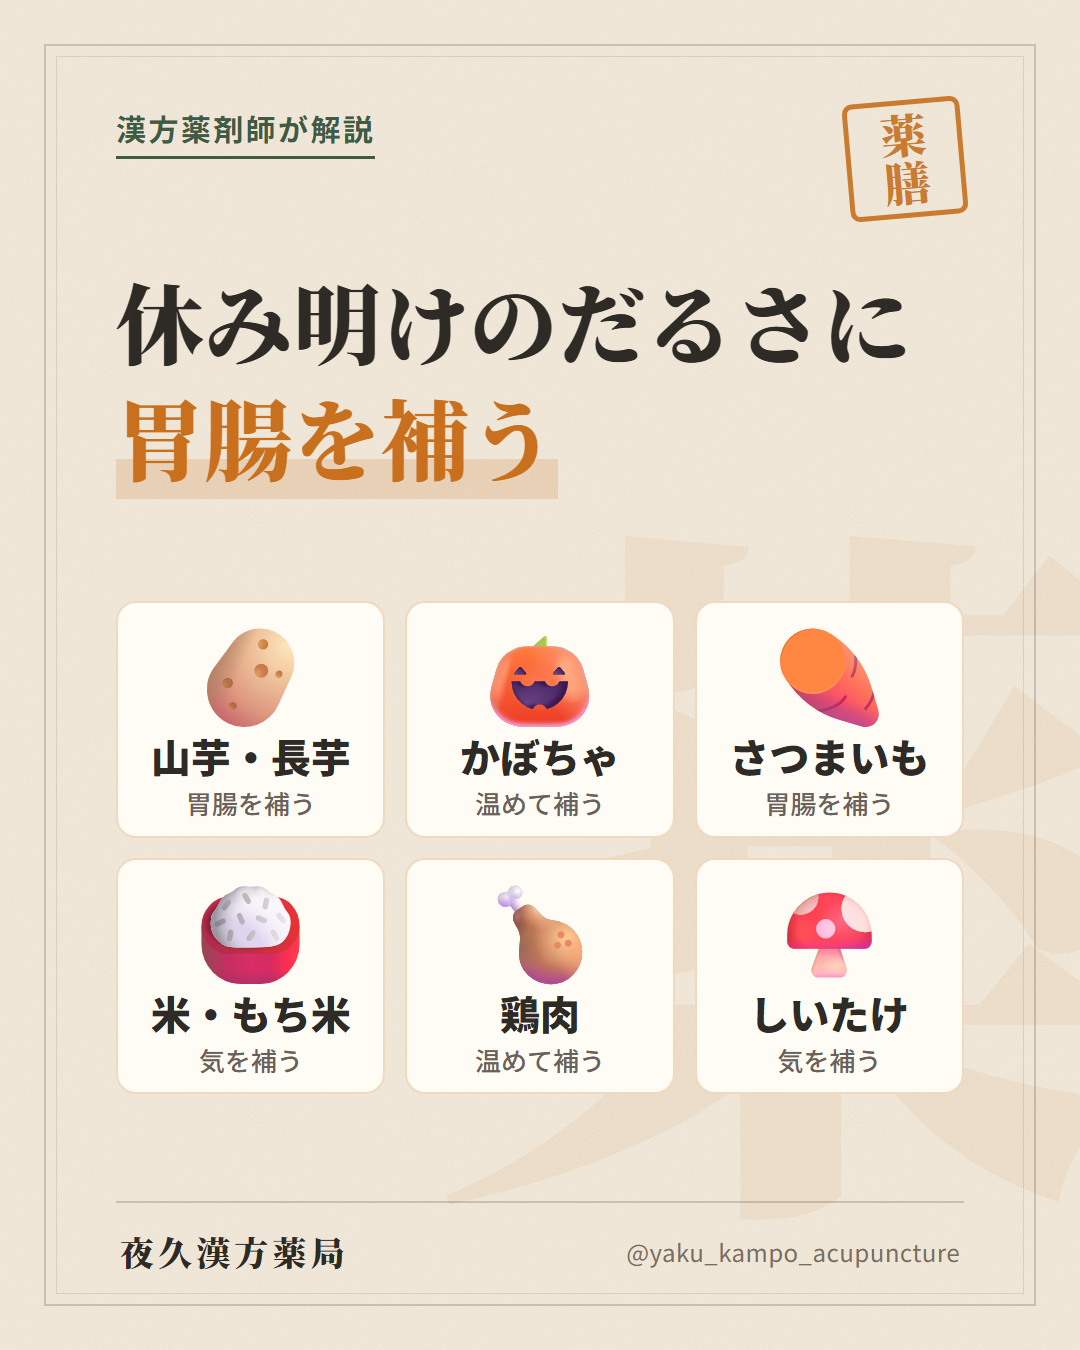 漢方薬剤師が解説
薬膳
休み明けのだるさに
胃腸を補う
山芋・長芋
胃腸を補う
かぼちゃ
温めて補う
さつまいも
胃腸を補う
米・もち米
気を補う
鶏肉
温めて補う
しいたけ
気を補う
夜久漢方薬局
@yaku_kampo_acupuncture
薬